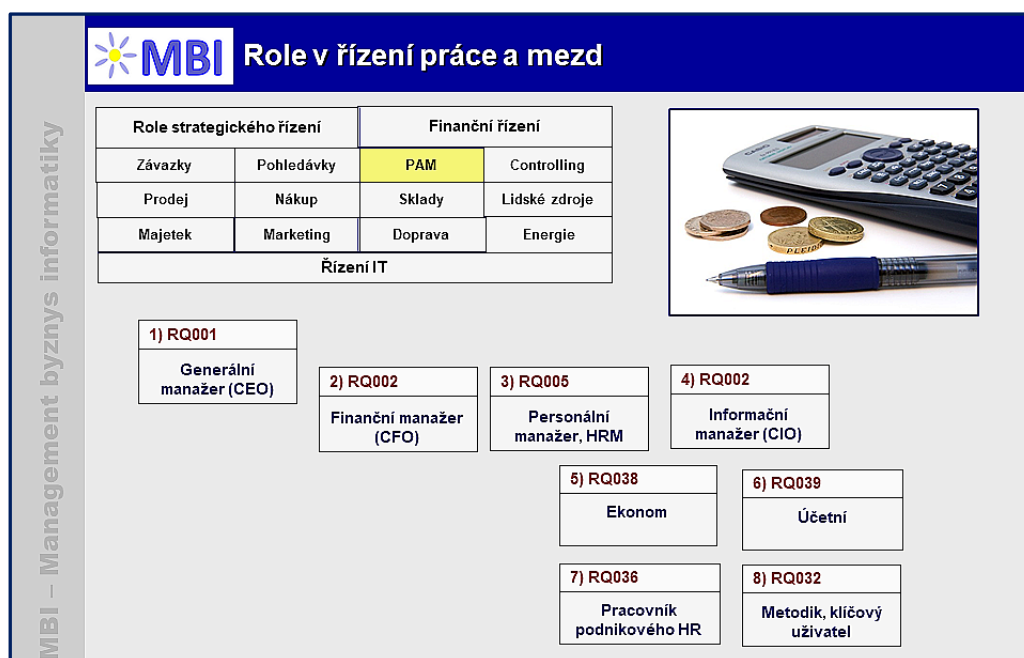 MBI
Role v řízení práce a mezd
MBI – Management byznys informatiky
Role strategického řízení
Finanční řízení
Závazky
Pohledávky
PAM
Controlling
Prodej
Nákup
Sklady
Lidské zdroje
Majetek
Marketing
Doprava
Energie
Řízení IT
CASIO
1) RQ001
Generální
manažer (CEO)
2) RQ002
Finanční manažer
(CFO)
3) RQ005
Personální
manažer, HRM
4) RQ002
Informační
manažer (CIO)
5) RQ038
Ekonom
6) RQ039
Účetní
7) RQ036
Pracovník
podnikového HR
8) RQ032
Metodik, klíčový
uživatel